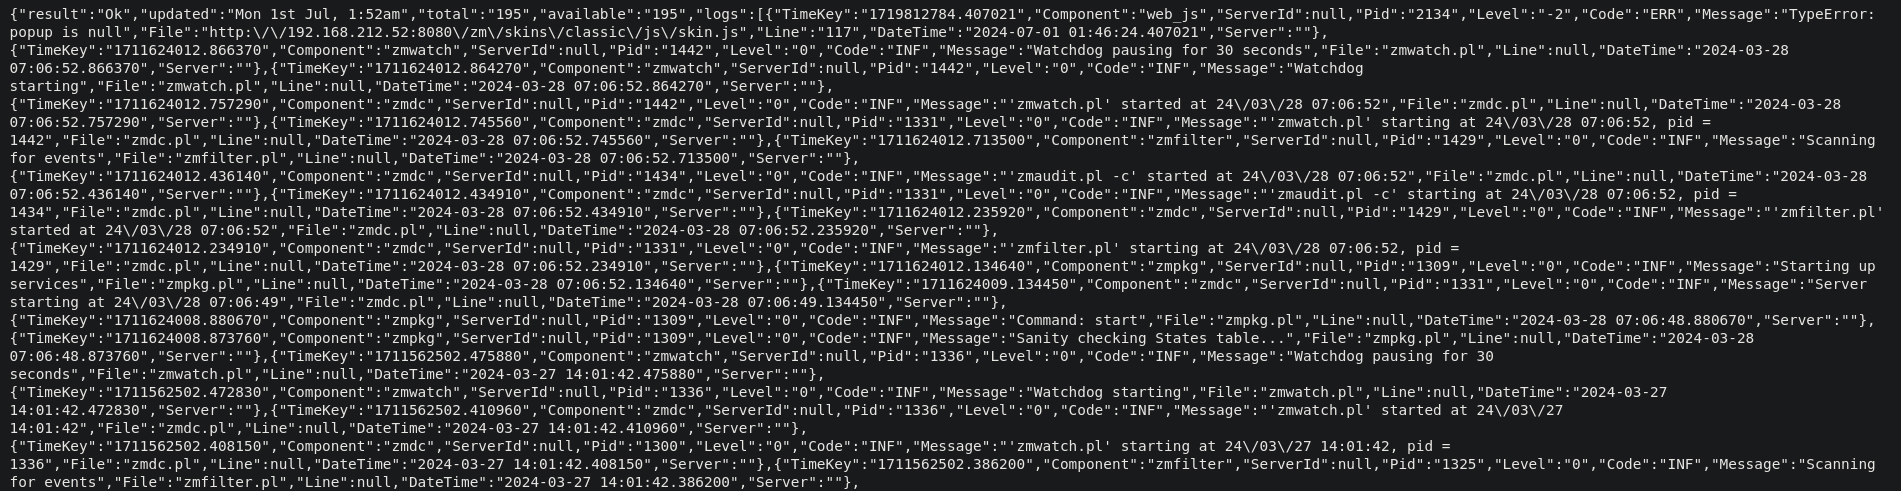 {"result":"Ok","updated":"Mon 1st Jul, 1:52am","total":"195","available":"195","logs":[{"TimeKey":"1719812784.407021","Component":"web_js","ServerId":null,"Pid":"2134","Level":"-2","Code":"ERR","Message":"TypeError:
popup is null","File":"http:\/\/192.168.212.52:8080\/zm\/skins\/classic\/js\/skin.js","Line":"117","DateTime":"2024-07-01 01:46:24.407021","Server":""},
{"TimeKey":"1711624012.866370","Component":"zmwatch","ServerId":null,"Pid":"1442","Level":"0","Code":"INF","Message":"Watchdog pausing for 30 seconds","File":"zmwatch.pl","Line":null,"DateTime":"2024-03-28
07:06:52.866370","Server":""},{"TimeKey":"1711624012.864270","Component":"zmwatch","ServerId":null,"Pid":"1442","Level":"0","Code":"INF","Message":"Watchdog
starting","File":"zmwatch.pl","Line":null,"DateTime":"2024-03-28 07:06:52.864270","Server":""},
{"TimeKey":"1711624012.757290","Component":"zmdc","ServerId":null,"Pid":"1442","Level":"0","Code":"INF","Message":"'zmwatch.pl' started at 24\/03\/28 07:06:52","File":"zmdc.pl","Line":null,"DateTime":"2024-03-28
07:06:52.757290","Server":""},{"TimeKey":"1711624012.745560","Component":"zmdc","ServerId":null,"Pid":"1331","Level":"0","Code":"INF","Message":"'zmwatch.pl' starting at 24\/03\/28 07:06:52, pid =
1442","File":"zmdc.pl","Line":null,"DateTime":"2024-03-28 07:06:52.745560","Server":""},{"TimeKey":"1711624012.713500","Component":"zmfilter","ServerId":null,"Pid":"1429","Level":"0","Code":"INF","Message":"Scanning
for events","File":"zmfilter.pl","Line":null,"DateTime":"2024-03-28 07:06:52.713500","Server":""},
{"TimeKey":"1711624012.436140","Component":"zmdc","ServerId":null,"Pid":"1434","Level":"0","Code":"INF","Message":"'zmaudit.pl -c' started at 24\/03\/28 07:06:52","File":"zmdc.pl","Line":null,"DateTime":"2024-03-28
07:06:52.436140","Server":""},{"TimeKey":"1711624012.434910","Component":"zmdc","ServerId":null,"Pid":"1331","Level":"0","Code":"INF","Message":"'zmaudit.pl -c' starting at 24\/03\/28 07:06:52, pid =
1434","File":"zmdc.pl","Line":null,"DateTime":"2024-03-28 07:06:52.434910","Server":""},{"TimeKey":"1711624012.235920","Component":"zmdc","ServerId":null,"Pid":"1429","Level":"0","Code":"INF","Message":"'zmfilter.pl'
started at 24\/03\/28 07:06:52","File":"zmdc.pl","Line":null,"DateTime":"2024-03-28 07:06:52.235920","Server":""},
{"TimeKey":"1711624012.234910","Component":"zmdc","ServerId":null,"Pid":"1331","Level":"0","Code":"INF","Message":"'zmfilter.pl' starting at 24\/03\/28 07:06:52, pid =
1429","File":"zmdc.pl","Line":null,"DateTime":"2024-03-28 07:06:52.234910","Server":""},{"TimeKey":"1711624012.134640","Component":"zmpkg","ServerId":null,"Pid":"1309","Level":"0","Code":"INF","Message":"Starting up
services","File":"zmpkg.pl","Line":null,"DateTime":"2024-03-28 07:06:52.134640","Server":""},{"TimeKey":"1711624009.134450","Component":"zmdc","ServerId":null,"Pid":"1331","Level":"0","Code":"INF","Message":"Server
starting at 24\/03\/28 07:06:49","File":"zmdc.pl","Line":null,"DateTime":"2024-03-28 07:06:49.134450","Server":""},
{"TimeKey":"1711624008.880670","Component":"zmpkg","ServerId":null,"Pid":"1309","Level":"0","Code":"INF","Message":"Command: start","File":"zmpkg.pl","Line":null,"DateTime":"2024-03-28 07:06:48.880670","Server":""},
{"TimeKey":"1711624008.873760","Component":"zmpkg","ServerId":null,"Pid":"1309","Level":"0","Code":"INF","Message":"Sanity checking States table...","File":"zmpkg.pl","Line":null,"DateTime":"2024-03-28
07:06:48.873760","Server":""},{"TimeKey":"1711562502.475880","Component":"zmwatch","ServerId":null,"Pid":"1336","Level":"0","Code":"INF","Message":"Watchdog pausing for 30
seconds","File":"zmwatch.pl","Line":null,"DateTime":"2024-03-27 14:01:42.475880","Server":""},
{"TimeKey":"1711562502.472830","Component":"zmwatch","ServerId":null,"Pid":"1336","Level":"0","Code":"INF","Message":"Watchdog starting","File":"zmwatch.pl","Line":null,"DateTime":"2024-03-27
14:01:42.472830","Server":""},{"TimeKey":"1711562502.410960","Component":"zmdc","ServerId":null,"Pid":"1336","Level":"0","Code":"INF","Message":"'zmwatch.pl' started at 24\/03\/27
14:01:42","File":"zmdc.pl","Line":null,"DateTime":"2024-03-27 14:01:42.410960","Server":""},
{"TimeKey":"1711562502.408150","Component":"zmdc","ServerId":null,"Pid":"1300","Level":"0","Code":"INF","Message":"'zmwatch.pl' starting at 24\/03\/27 14:01:42, pid =
1336","File":"zmdc.pl","Line":null,"DateTime":"2024-03-27 14:01:42.408150","Server":""},{"TimeKey":"1711562502.386200","Component":"zmfilter","ServerId":null,"Pid":"1325","Level":"0","Code":"INF","Message":"Scanning
for events","File":"zmfilter.pl","Line":null,"DateTime":"2024-03-27 14:01:42.386200","Server":""},